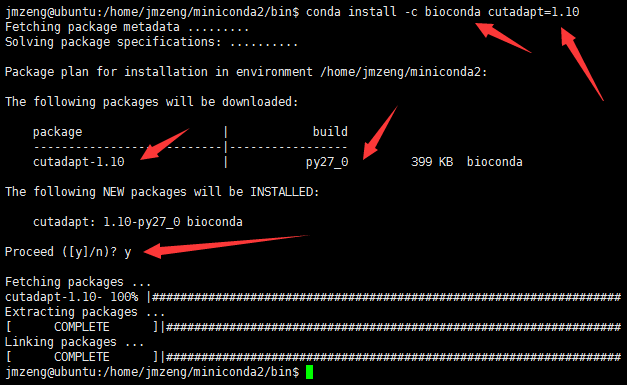 jmzeng@ubuntu:/home/jmzeng/miniconda2/bin$ conda install -c bioconda cutadapt=1.10
Fetching package metadata .........
Solving package specifications: ..........
Package plan for installation in environment /home/jmzeng/miniconda2:
The following packages will be downloaded:
package | build
---------------------------|-----------------
cutadapt-1.10 | py27_0 399 KB bioconda
The following NEW packages will be INSTALLED:
cutadapt: 1.10-py27_0 bioconda
Proceed ([y]/n)? y
Fetching packages ...
cutadapt-1.10- 100% |###################################################################
Extracting packages ...
[ COMPLETE ]|#################################################################
Linking packages ...
[ COMPLETE ]|#################################################################
jmzeng@ubuntu:/home/jmzeng/miniconda2/bin$